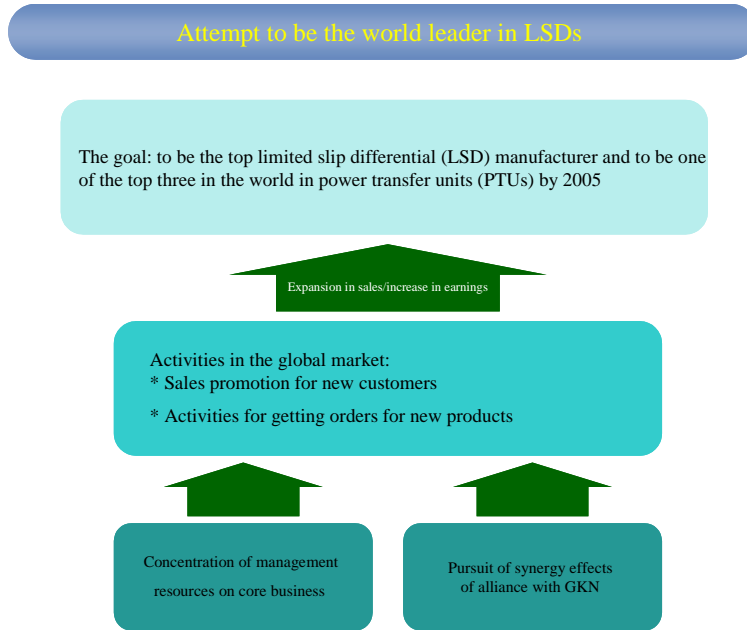 Attempt to be the world leader in LSDs
The goal: to be the top limited slip differential (LSD) manufacturer and to be one
of the top three in the world in power transfer units (PTUs) by 2005
Expansion in sales/increase in earnings
Activities in the global market:
* Sales promotion for new customers
* Activities for getting orders for new products
Concentration of management
resources on core business
Pursuit of synergy effects
of alliance with GKN